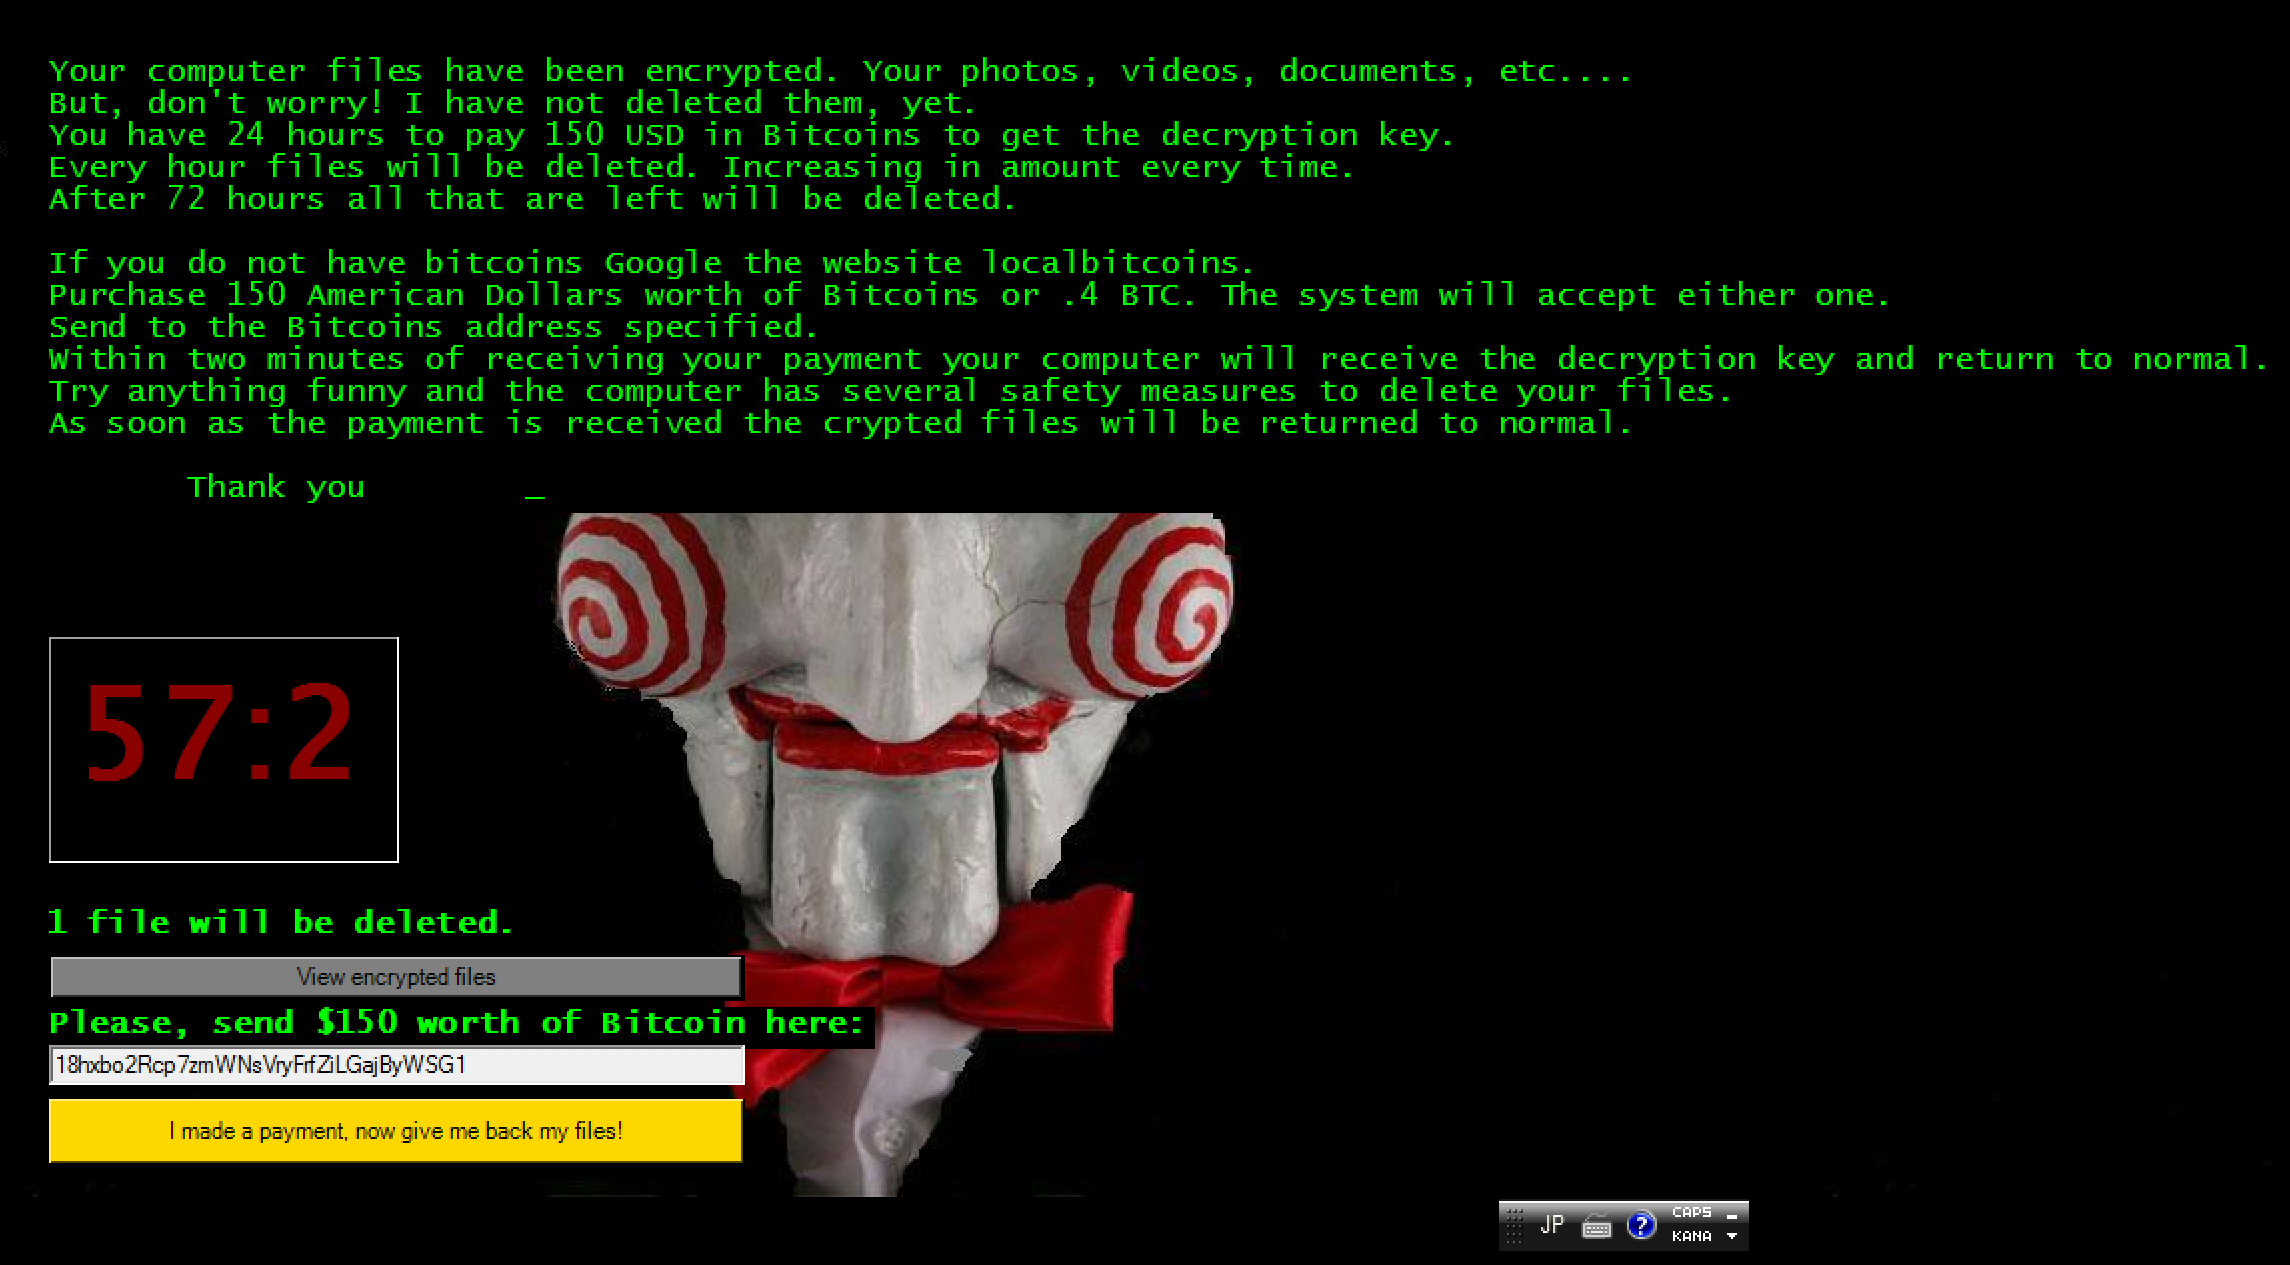 Your computer files have been encrypted. Your photos, videos, documents, etc....
But, don't worry! I have not deleted them, yet.
You have 24 hours to pay 150 USD in Bitcoins to get the decryption key.
Every hour files will be deleted. Increasing in amount every time.
After 72 hours all that are left will be deleted.
If you do not have bitcoins Google the website localbitcoins.
Purchase 150 American Dollars worth of Bitcoins or .4 BTC. The system will accept either one.
Send to the Bitcoins address specified.
Within two minutes of receiving your payment your computer will receive the decryption key and return to normal.
Try anything funny and the computer has several safety measures to delete your files.
As soon as the payment is received the crypted files will be returned to normal.
Thank you _
57:2
1 file will be deleted.
View encrypted files
Please, send $150 worth of Bitcoin here:
18hxbo2Rcp7zmWNsVryFrfZiLGajByWSG1
I made a payment, now give me back my files!
JP ? CAPS
KANA